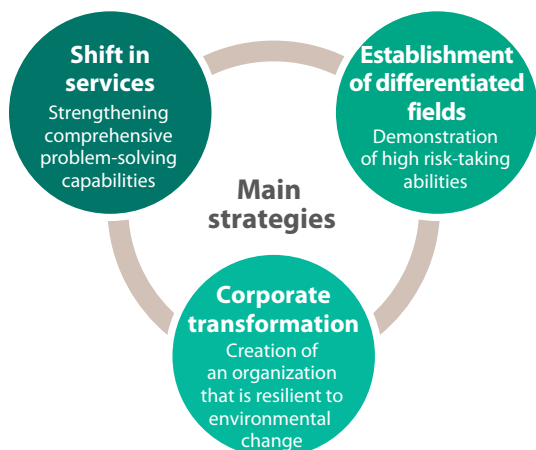 Shift in
services
Strengthening
comprehensive
problem-solving
capabilities
Establishment
of differentiated
fields
Demonstration
of high risk-taking
abilities
Main
strategies
Corporate
transformation
Creation of
an organization
that is resilient to
environmental
change